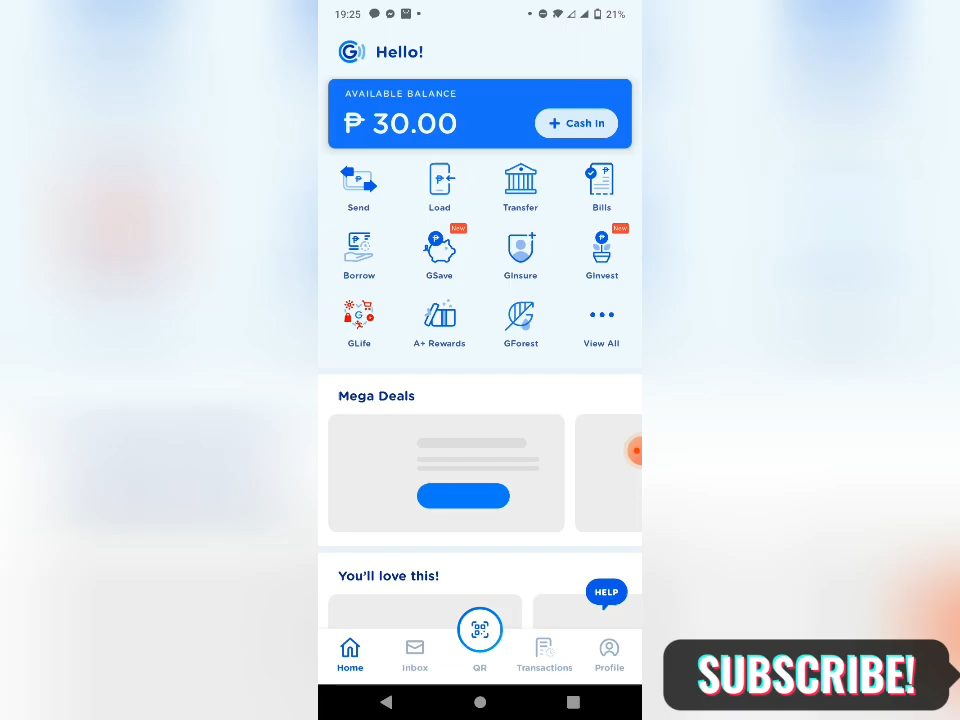 19:25 21%
Hello!
AVAILABLE BALANCE
₱ 30.00
+ Cash In
Send Load Transfer Bills
New New
Borrow GSave GInsure GInvest
GLife A+ Rewards GForest View All
Mega Deals
You'll love this!
HELP
Home Inbox QR Transactions Profile
SUBSCRIBE!